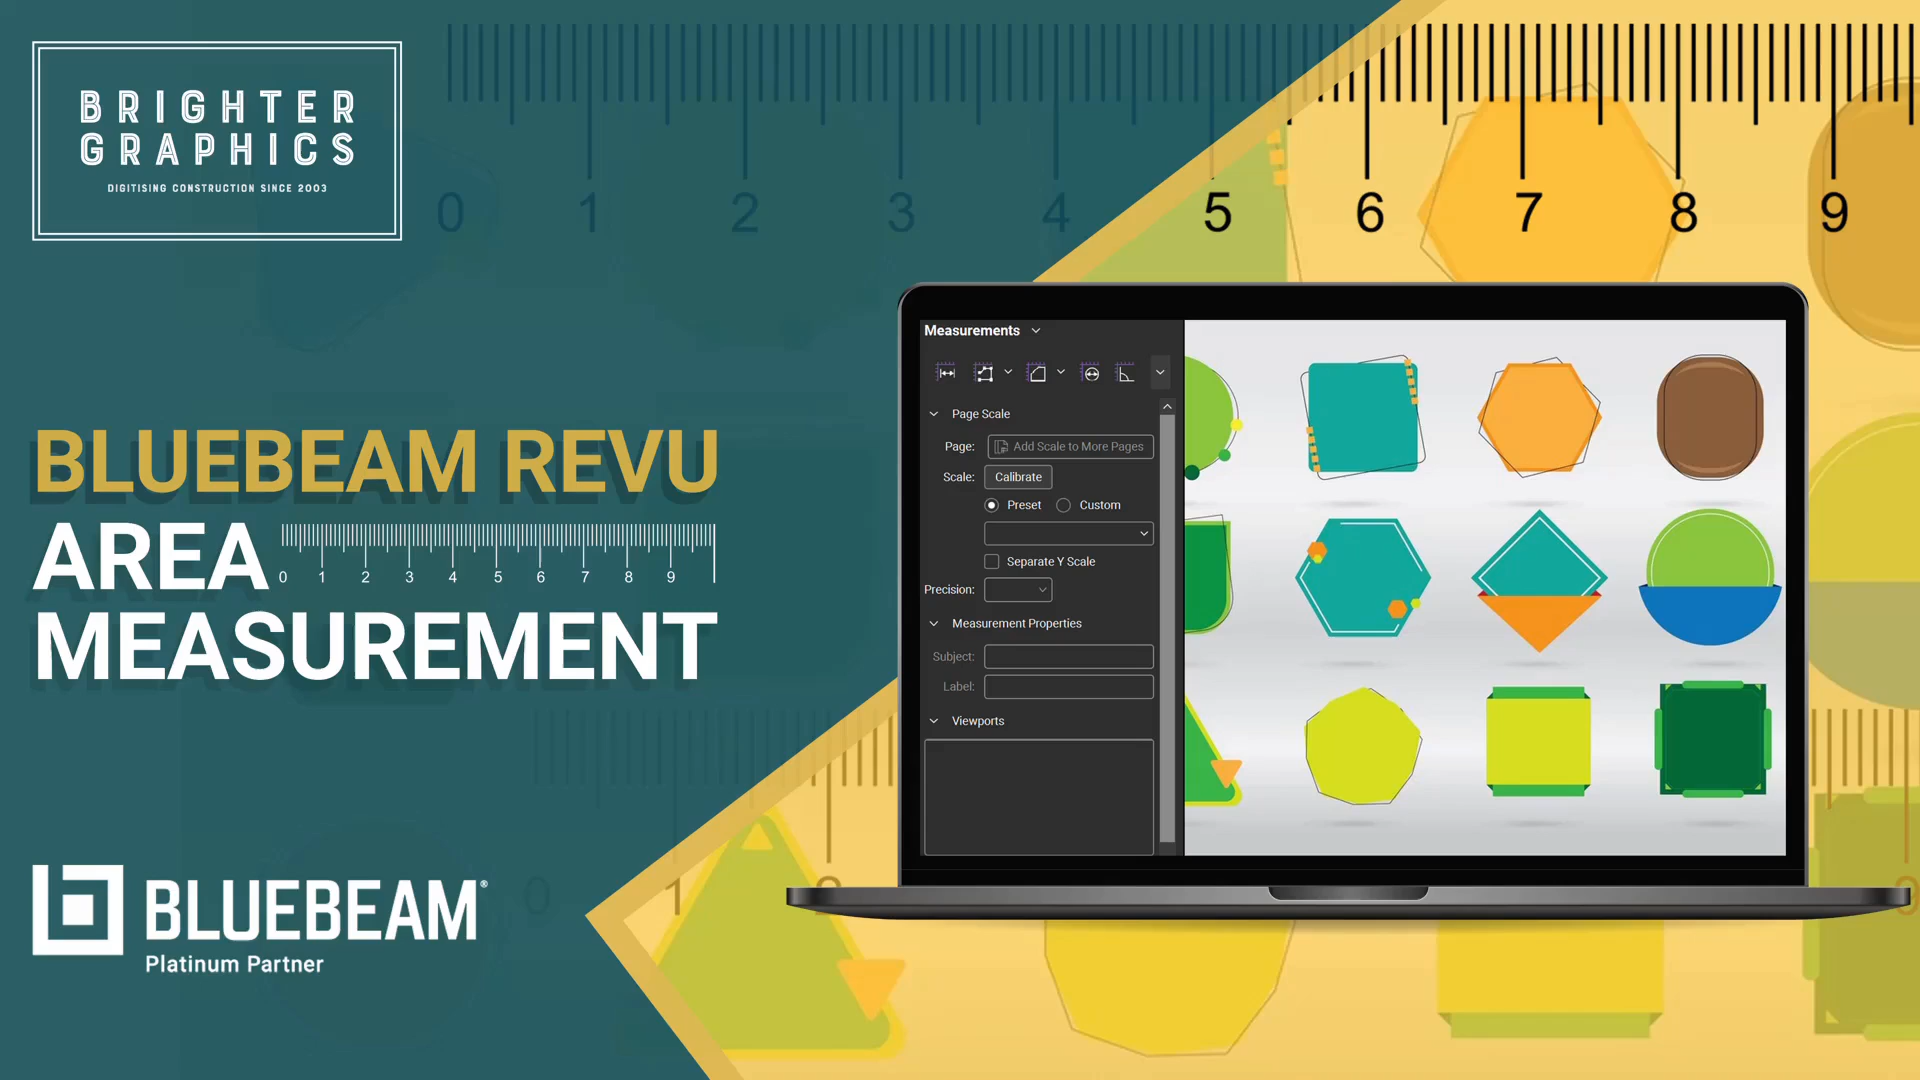 BRIGHTER
GRAPHICS
DIGITISING CONSTRUCTION SINCE 2003
0 1 2 3 4 5 6 7 8 9
BLUEBEAM REVU
AREA
0 1 2 3 4 5 6 7 8 9
MEASUREMENT
BLUEBEAM®
Platinum Partner
Measurements
Page Scale
Page: Add Scale to More Pages
Scale: Calibrate
Preset Custom
Separate Y Scale
Precision:
Measurement Properties
Subject:
Label:
Viewports
0 1